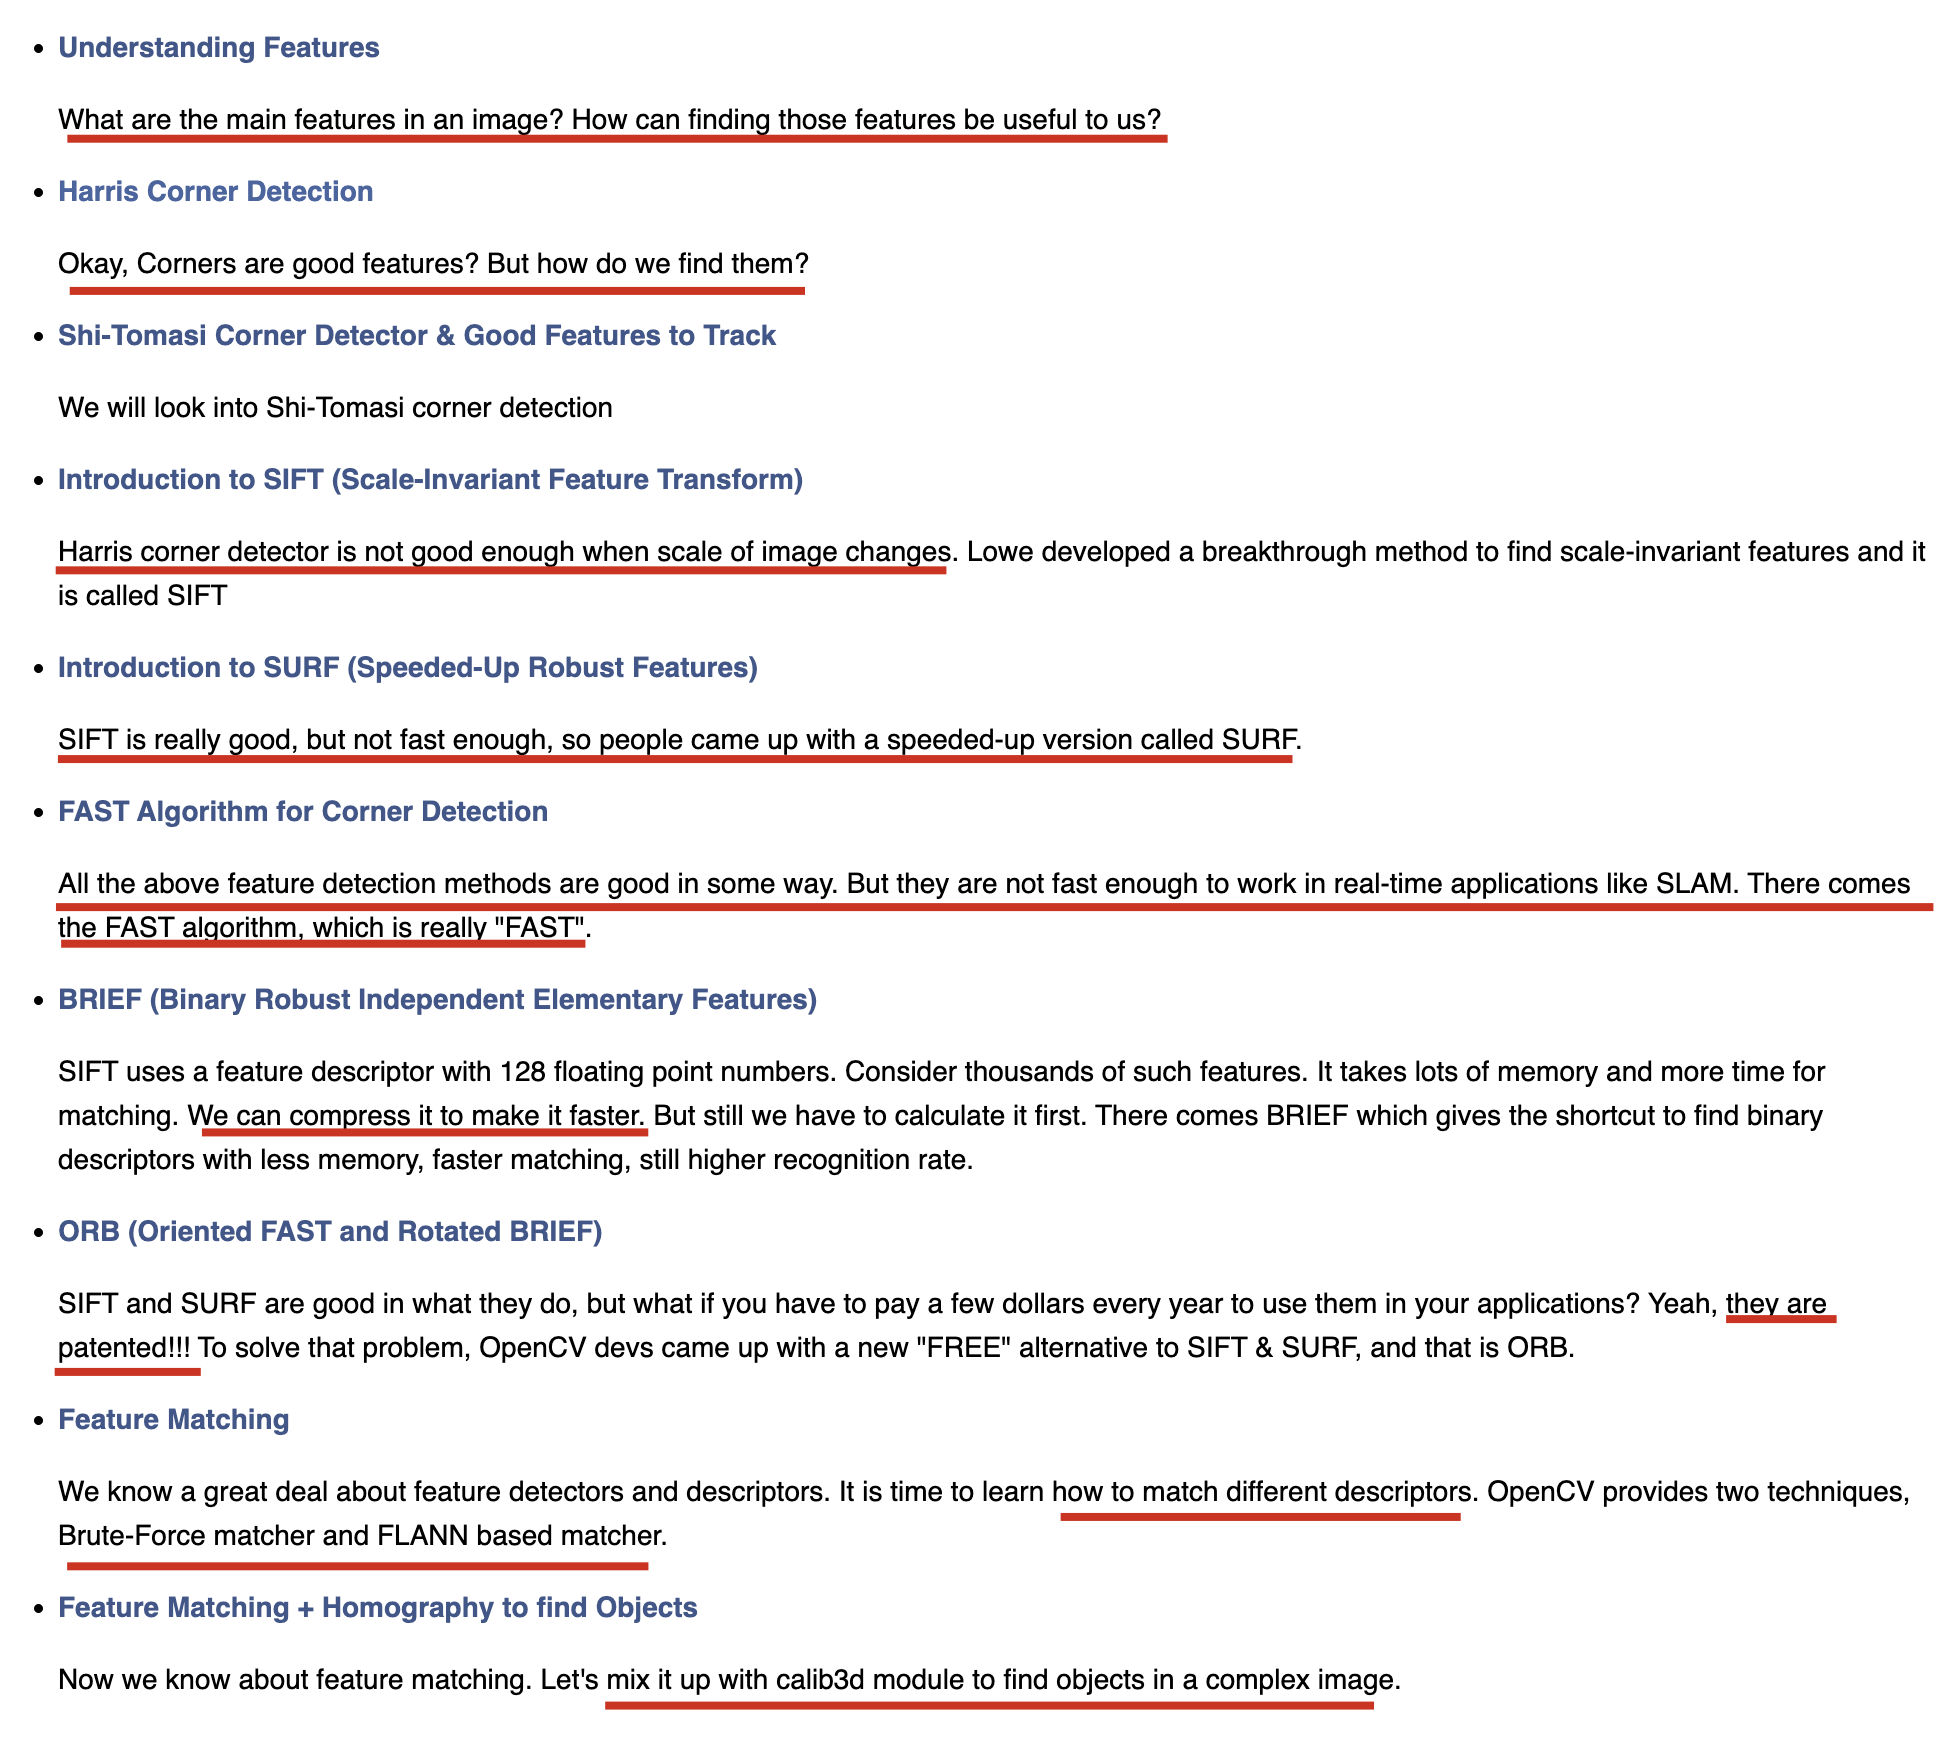 Understanding Features
What are the main features in an image? How can finding those features be useful to us?
Harris Corner Detection
Okay, Corners are good features? But how do we find them?
Shi-Tomasi Corner Detector & Good Features to Track
We will look into Shi-Tomasi corner detection
Introduction to SIFT (Scale-Invariant Feature Transform)
Harris corner detector is not good enough when scale of image changes. Lowe developed a breakthrough method to find scale-invariant features and it
is called SIFT
Introduction to SURF (Speeded-Up Robust Features)
SIFT is really good, but not fast enough, so people came up with a speeded-up version called SURF.
FAST Algorithm for Corner Detection
All the above feature detection methods are good in some way. But they are not fast enough to work in real-time applications like SLAM. There comes
the FAST algorithm, which is really "FAST".
BRIEF (Binary Robust Independent Elementary Features)
SIFT uses a feature descriptor with 128 floating point numbers. Consider thousands of such features. It takes lots of memory and more time for
matching. We can compress it to make it faster. But still we have to calculate it first. There comes BRIEF which gives the shortcut to find binary
descriptors with less memory, faster matching, still higher recognition rate.
ORB (Oriented FAST and Rotated BRIEF)
SIFT and SURF are good in what they do, but what if you have to pay a few dollars every year to use them in your applications? Yeah, they are
patented!!! To solve that problem, OpenCV devs came up with a new "FREE" alternative to SIFT & SURF, and that is ORB.
Feature Matching
We know a great deal about feature detectors and descriptors. It is time to learn how to match different descriptors. OpenCV provides two techniques,
Brute-Force matcher and FLANN based matcher.
Feature Matching + Homography to find Objects
Now we know about feature matching. Let's mix it up with calib3d module to find objects in a complex image.